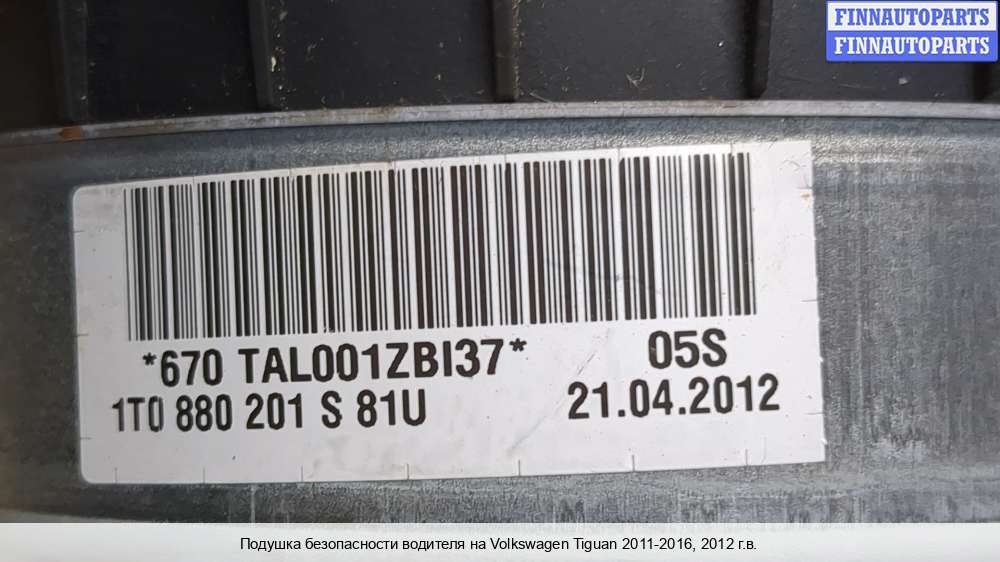 FINNAUTOPARTS
FINNAUTOPARTS
*670 TAL001ZBI37* 05S
1T0 880 201 S 81U 21.04.2012
Подушка безопасности водителя на Volkswagen Tiguan 2011-2016, 2012 г.в.